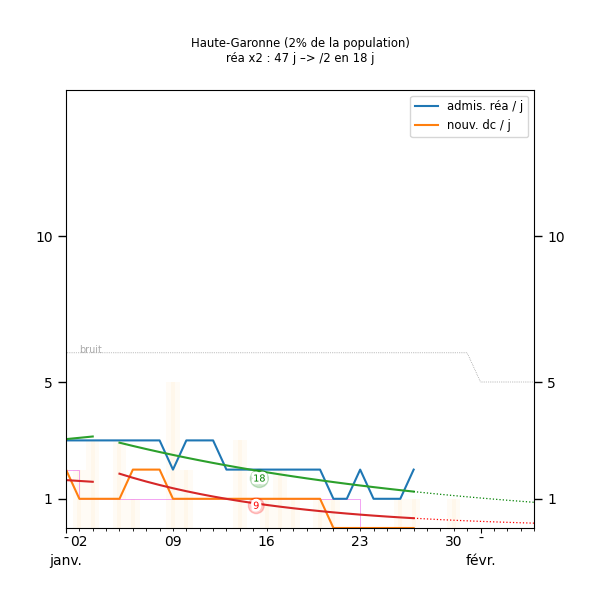 Haute-Garonne (2% de la population)
réa x2 : 47 j –> /2 en 18 j
admis. réa / j
nouv. dc / j
10
10
bruit
5
5
18
9
1
1
- 02
09
16
23
30
-
janv.
févr.